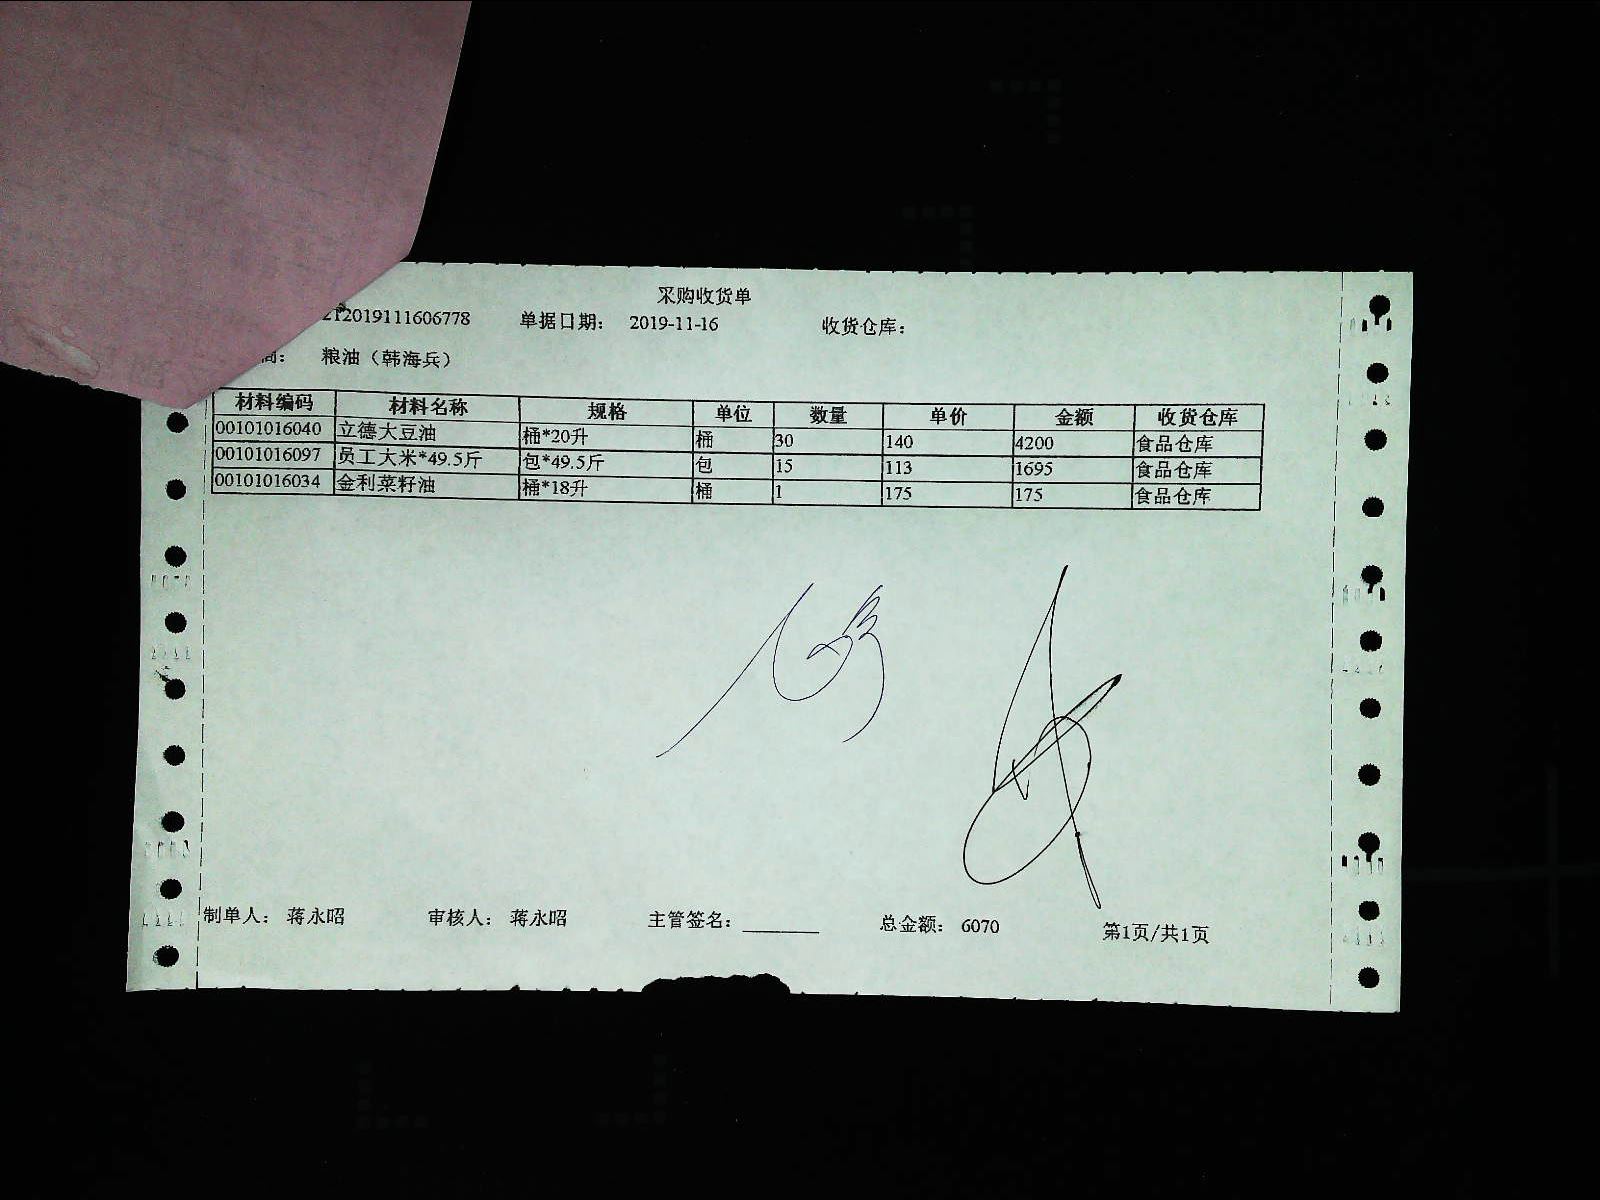 采购收货单
2019111606778 单据日期： 2019-11-16 收货仓库：
商： 粮油（韩海兵）
材料编码 材料名称 规格 单位 数量 单价 金额 收货仓库
00101016040 立德大豆油 桶*20升 桶 30 140 4200 食品仓库
00101016097 员工大米*49.5斤 包*49.5斤 包 15 113 1695 食品仓库
00101016034 金利菜籽油 桶*18升 桶 1 175 175 食品仓库
制单人： 蒋永昭 审核人： 蒋永昭 主管签名： 总金额： 6070 第1页/共1页